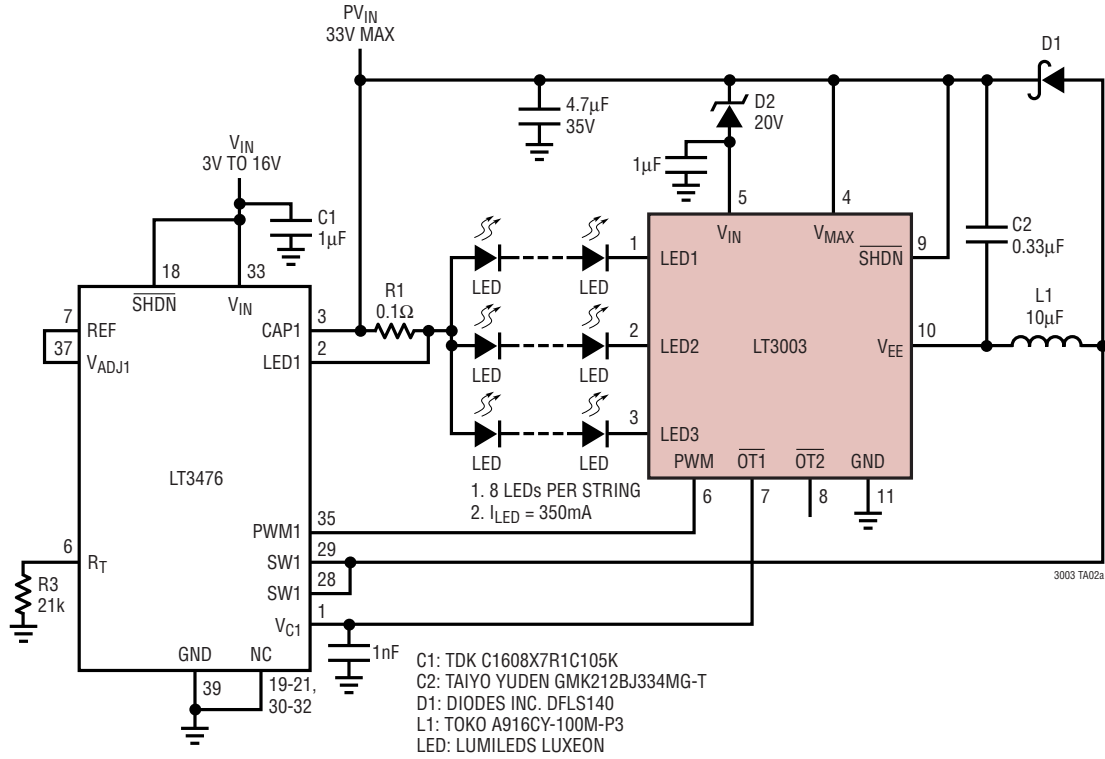 PVIN
33V MAX
D1
4.7µF
35V
D2
20V
VIN
3V TO 16V
1µF
C1
1µF
5
4
VIN
VMAX
SHDN
9
C2
0.33µF
18
33
SHDN
VIN
1
LED1
LED
LED
R1
0.1Ω
L1
10µF
7
REF
37
VADJ1
CAP1
3
LED1
2
2
LED2
LT3003
VEE
10
LED
LED
3
LED3
LED
LED
PWM
OT1
OT2
GND
6
7
8
11
LT3476
1. 8 LEDs PER STRING
2. ILED = 350mA
PWM1
35
6
RT
SW1
29
SW1
28
3003 TA02a
R3
21k
VC1
1
1nF
GND
NC
39
19-21,
30-32
C1: TDK C1608X7R1C105K
C2: TAIYO YUDEN GMK212BJ334MG-T
D1: DIODES INC. DFLS140
L1: TOKO A916CY-100M-P3
LED: LUMILEDS LUXEON